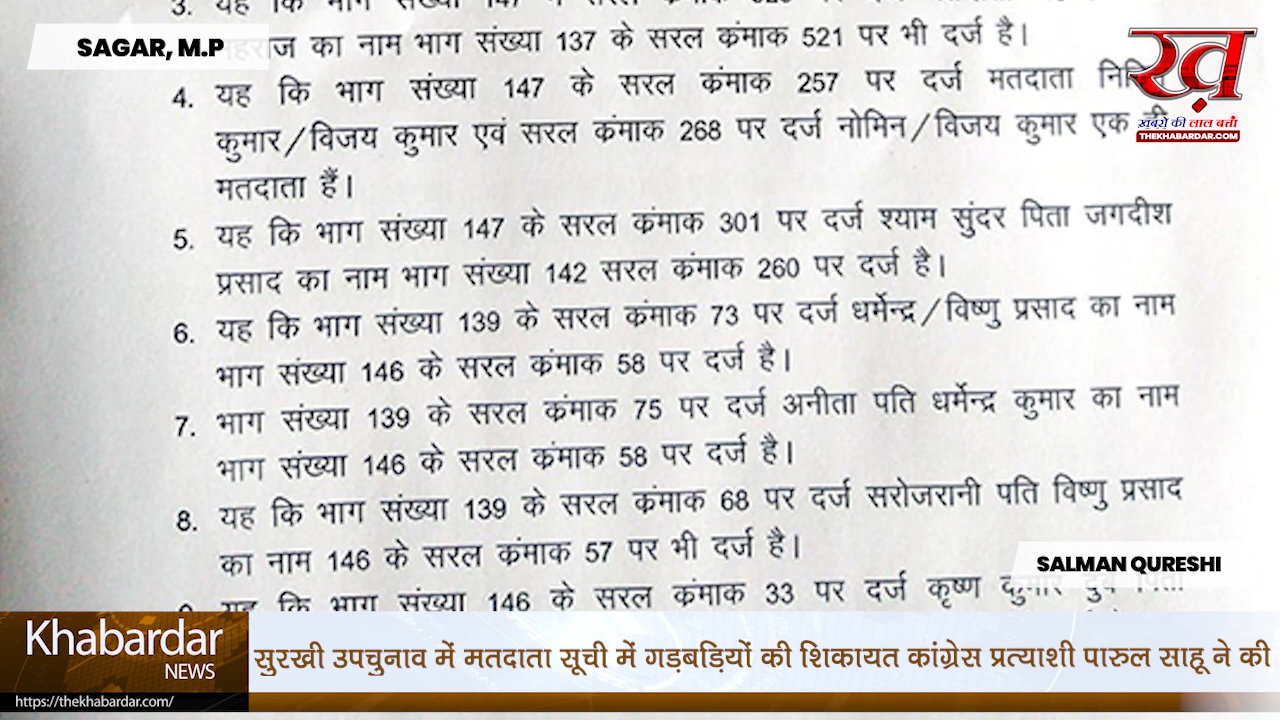 3. यह कि भाग संख्या 147
SAGAR, M.P
का नाम भाग संख्या 137 के सरल क्रंमाक 521 पर भी दर्ज है।
4. यह कि भाग संख्या 147 के सरल क्रंमाक 257 पर दर्ज मतदाता
कुमार/विजय कुमार एवं सरल क्रंमाक 268 पर दर्ज नोमिन/विजय कुमार एक
मतदाता हैं।
ख़
ख़बरों की लाल बत्ती
THEKHABARDAR.COM
5. यह कि भाग संख्या 147 के सरल क्रंमाक 301 पर दर्ज श्याम सुंदर पिता जगदीश
प्रसाद का नाम भाग संख्या 142 सरल क्रंमाक 260 पर दर्ज है।
6. यह कि भाग संख्या 139 के सरल क्रंमाक 73 पर दर्ज धर्मेन्द्र/विष्णु प्रसाद का नाम
भाग संख्या 146 के सरल क्रंमाक 58 पर दर्ज है।
7. भाग संख्या 139 के सरल क्रंमाक 75 पर दर्ज अनीता पति धर्मेन्द्र कुमार का नाम
भाग संख्या 146 के सरल क्रंमाक 58 पर दर्ज है।
8. यह कि भाग संख्या 139 के सरल क्रंमाक 68 पर दर्ज सरोजरानी पति विष्णु प्रसाद
का नाम 146 के सरल क्रंमाक 57 पर भी दर्ज है।
SALMAN QURESHI
यह कि भाग संख्या 146 के सरल क्रंमाक 33 पर दर्ज कृष्ण कुमार दुबे पिता
Khabardar
NEWS
सुरखी उपचुनाव में मतदाता सूची में गड़बड़ियों की शिकायत कांग्रेस प्रत्याशी पारुल साहू ने की
https://thekhabardar.com/